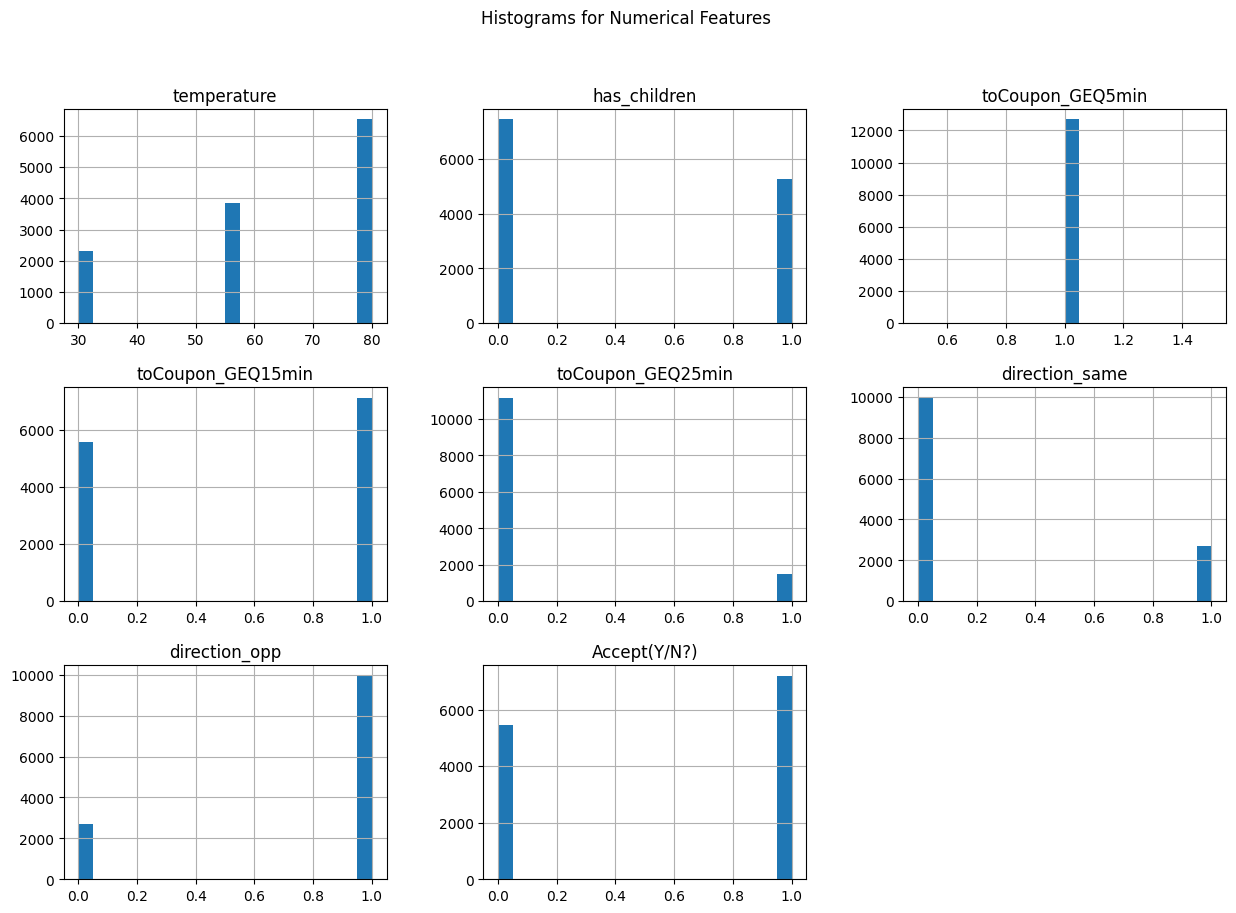 Histograms for Numerical Features
temperature
6000
5000
4000
3000
2000
1000
0
30 40 50 60 70 80
has_children
6000
4000
2000
0
0.0 0.2 0.4 0.6 0.8 1.0
toCoupon_GEQ5min
12000
10000
8000
6000
4000
2000
0
0.6 0.8 1.0 1.2 1.4
toCoupon_GEQ15min
6000
4000
2000
0
0.0 0.2 0.4 0.6 0.8 1.0
toCoupon_GEQ25min
10000
8000
6000
4000
2000
0
0.0 0.2 0.4 0.6 0.8 1.0
direction_same
10000
8000
6000
4000
2000
0
0.0 0.2 0.4 0.6 0.8 1.0
direction_opp
10000
8000
6000
4000
2000
0
0.0 0.2 0.4 0.6 0.8 1.0
Accept(Y/N?)
6000
4000
2000
0
0.0 0.2 0.4 0.6 0.8 1.0